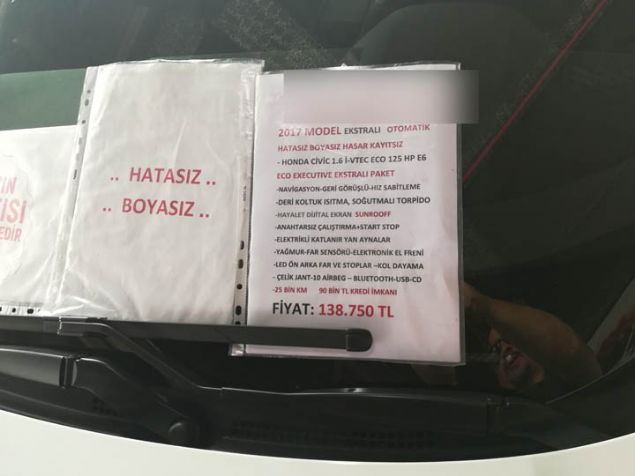 .. HATASIZ ..
.. BOYASIZ ..
2017 MODEL EKSTRALI OTOMATİK
HATASIZ BOYASIZ HASAR KAYITSIZ
- HONDA CİVİC 1.6 İ-VTEC ECO 125 HP E6
ECO EXECUTIVE EKSTRALI PAKET
-NAVİGASYON-GERİ GÖRÜŞLÜ-HIZ SABİTLEME
-DERİ KOLTUK ISITMA, SOĞUTMALI TORPİDO
-HAYALET DİJİTAL EKRAN SUNROOFF
-ANAHTARSIZ ÇALIŞTIRMA+START STOP
-ELEKTRİKLİ KATLANIR YAN AYNALAR
-YAĞMUR-FAR SENSÖRÜ-ELEKTRONİK EL FRENİ
-LED ÖN ARKA FAR VE STOPLAR –KOL DAYAMA
- ÇELİK JANT-10 AİRBEG – BLUETOOTH-USB-CD
-25 BİN KM 90 BİN TL KREDİ İMKANI
FİYAT: 138.750 TL